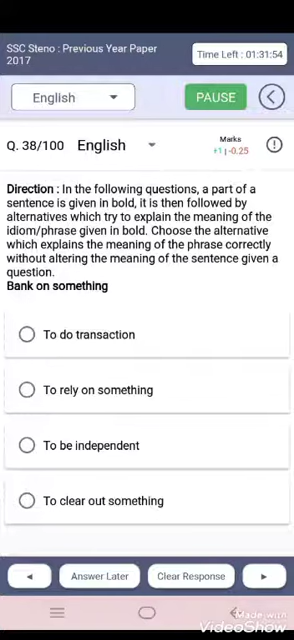 SSC Steno : Previous Year Paper
2017
Time Left : 01:31:54
English
PAUSE
Q. 38/100 English
Marks
+1 | -0.25
Direction : In the following questions, a part of a
sentence is given in bold, it is then followed by
alternatives which try to explain the meaning of the
idiom/phrase given in bold. Choose the alternative
which explains the meaning of the phrase correctly
without altering the meaning of the sentence given a
question.
Bank on something
To do transaction
To rely on something
To be independent
To clear out something
Answer Later
Clear Response
Made with
VideoShow